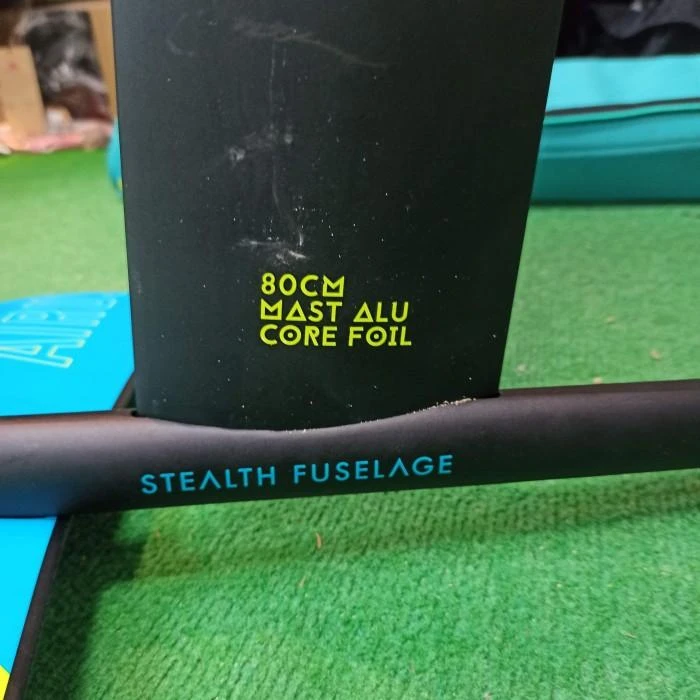 80CM
MAST ALU
CORE FOIL
STEALTH FUSELAGE